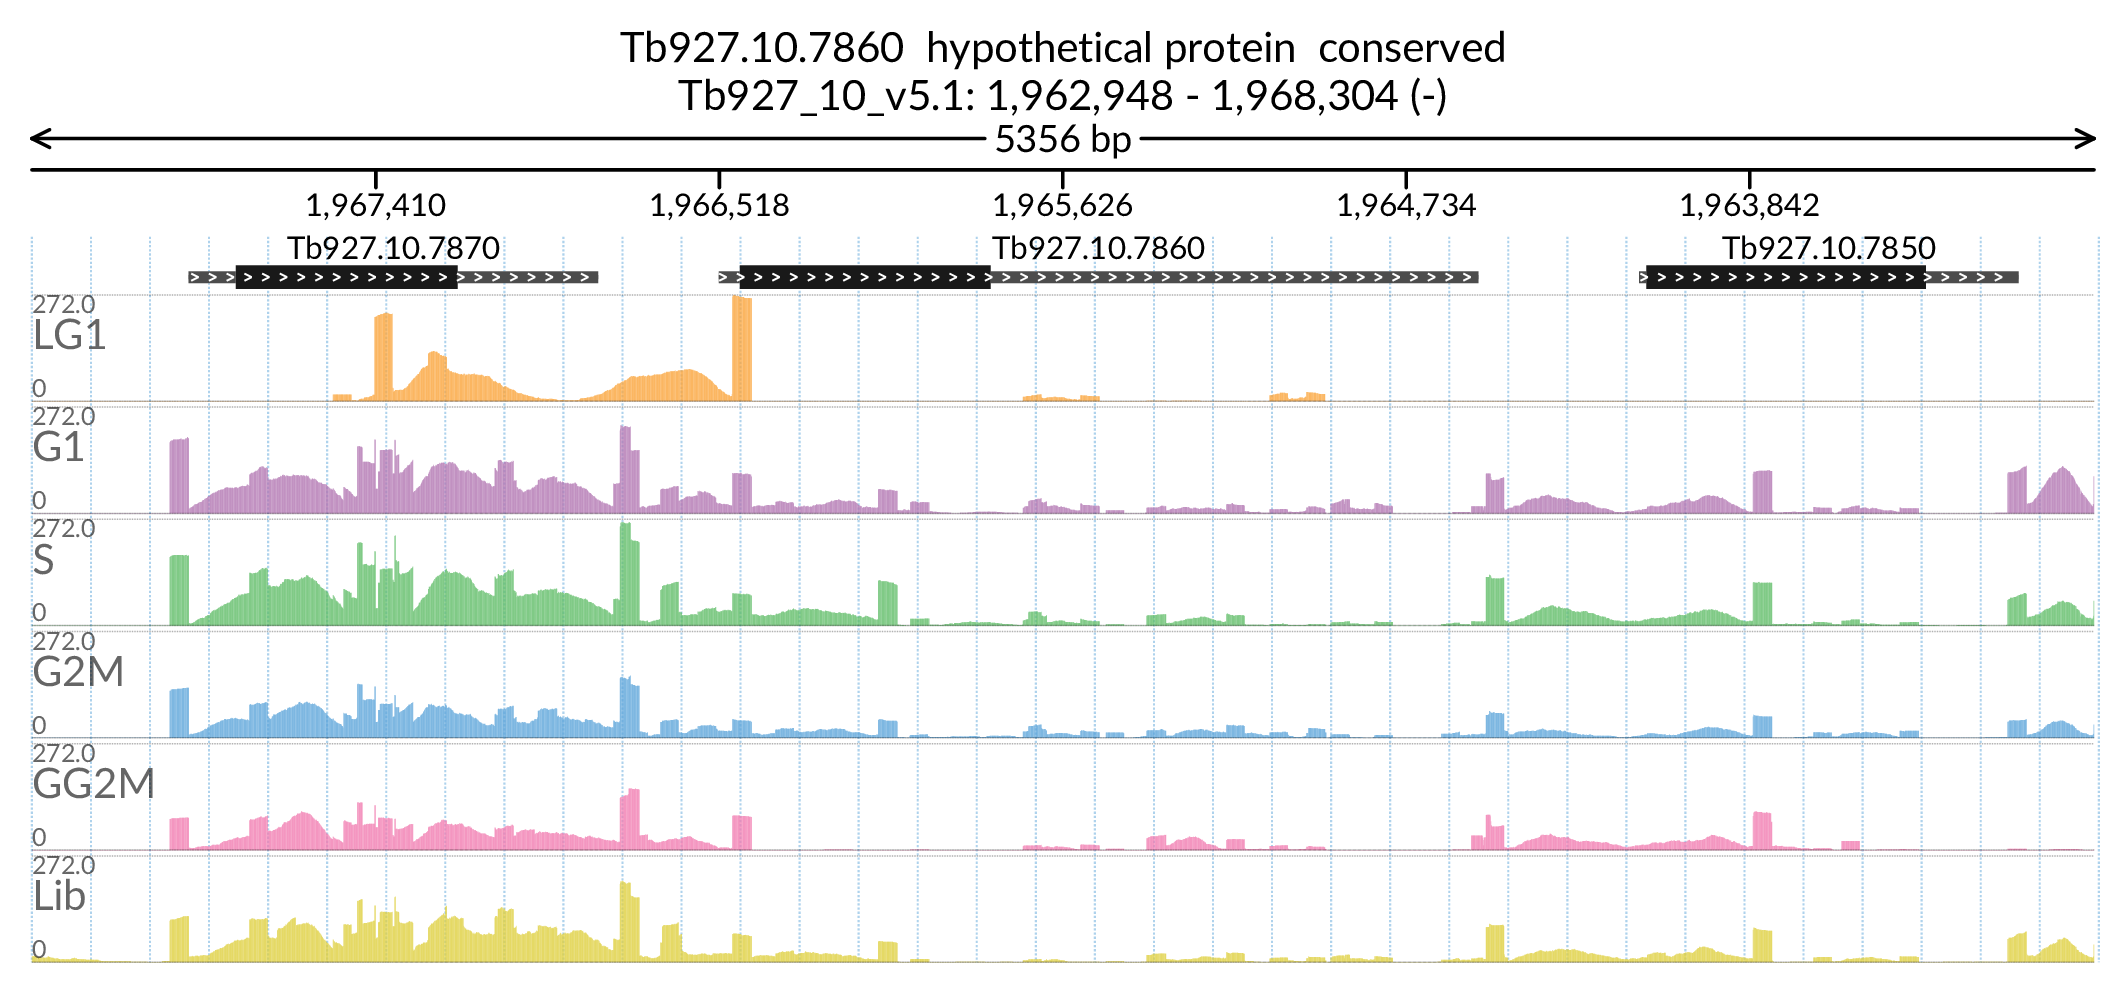 Tb927.10.7860 hypothetical protein conserved
Tb927_10_v5.1: 1,962,948 - 1,968,304 (-)
5356 bp
1,967,410 1,966,518 1,965,626 1,964,734 1,963,842
Tb927.10.7870 Tb927.10.7860 Tb927.10.7850
272.0
LG1
0
272.0
G1
0
272.0
S
0
272.0
G2M
0
272.0
GG2M
0
272.0
Lib
0